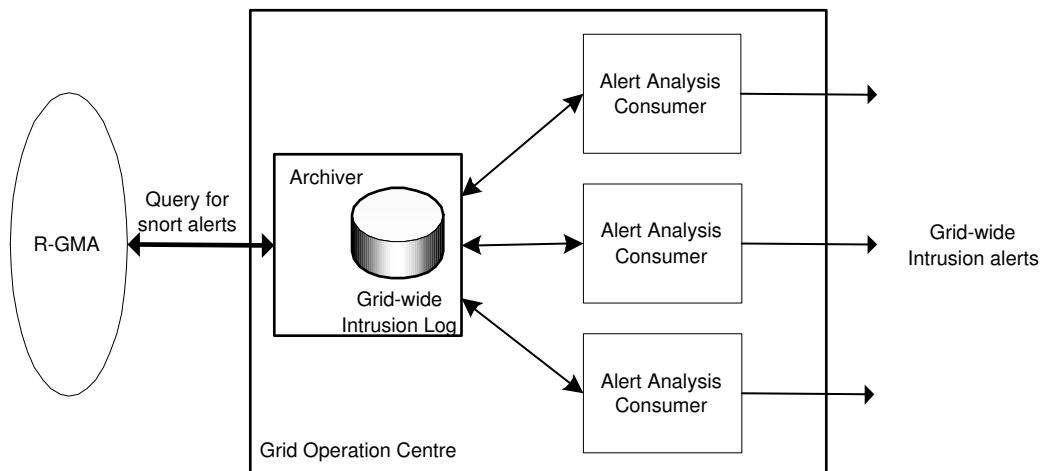 R-GMA
Query for
snort alerts
Archiver
Grid-wide
Intrusion Log
Alert Analysis
Consumer
Alert Analysis
Consumer
Alert Analysis
Consumer
Grid-wide
Intrusion alerts
Grid Operation Centre